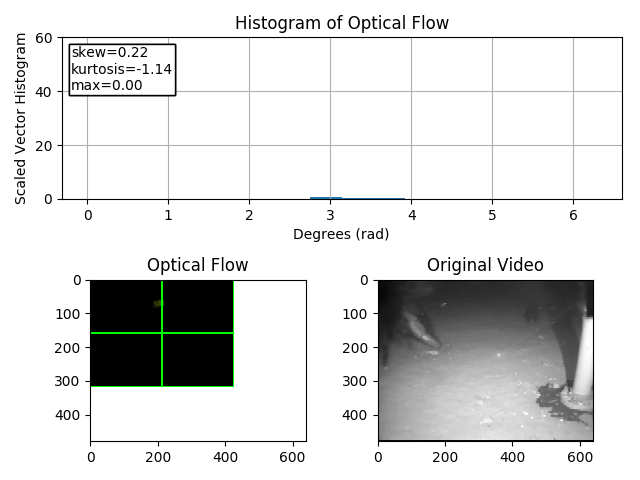 Histogram of Optical Flow
Scaled Vector Histogram
60
40
20
0
skew=0.22
kurtosis=-1.14
max=0.00
0 1 2 3 4 5 6
Degrees (rad)
Optical Flow
0
100
200
300
400
0 200 400 600
Original Video
0
100
200
300
400
0 200 400 600